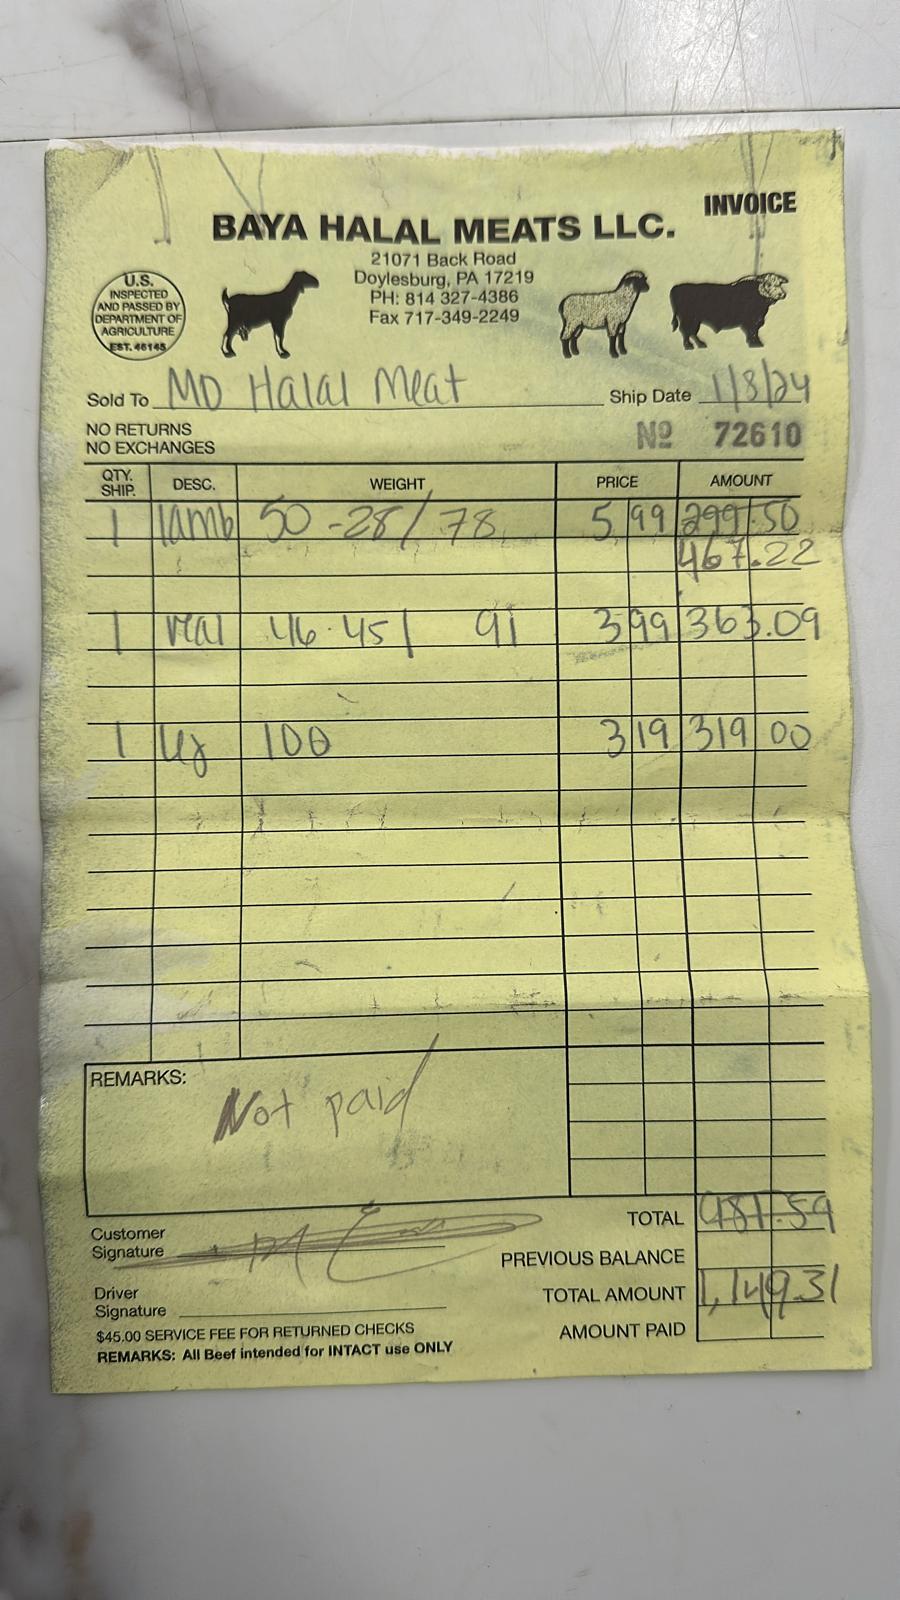 INVOICE
BAYA HALAL MEATS LLC.
21071 Back Road
Doylesburg, PA 17219
PH: 814 327-4386
Fax 717-349-2249
U.S.
INSPECTED
AND PASSED BY
DEPARTMENT OF
AGRICULTURE
EST. 46145
Sold To MD Halal Meat Ship Date 1/8/24
NO RETURNS
NO EXCHANGES
Nº 72610
QTY. SHIP. DESC. WEIGHT PRICE AMOUNT
1 lamb 50 -28/ 78 5 99 299.50
467.22
1 veal 46.45/ 91 3 99 363.09
1 100 3 19 319 00
REMARKS:
Not paid
TOTAL
Customer
Signature
PREVIOUS BALANCE
TOTAL AMOUNT 1,149.31
Driver
Signature
AMOUNT PAID
$45.00 SERVICE FEE FOR RETURNED CHECKS
REMARKS: All Beef intended for INTACT use ONLY